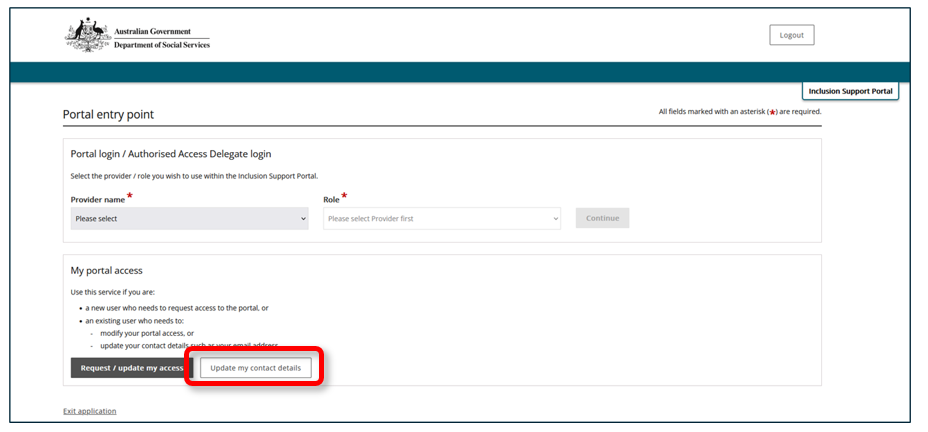 Australian Government
Department of Social Services
Logout
Inclusion Support Portal
Portal entry point
All fields marked with an asterisk (*) are required.
Portal login / Authorised Access Delegate login
Select the provider / role you wish to use within the Inclusion Support Portal.
Provider name *
Role *
Please select
Please select Provider first
Continue
My portal access
Use this service if you are:
• a new user who needs to request access to the portal, or
• an existing user who needs to:
- modify your portal access, or
- update your contact details such as your email address
Request / update my access
Update my contact details
Exit application